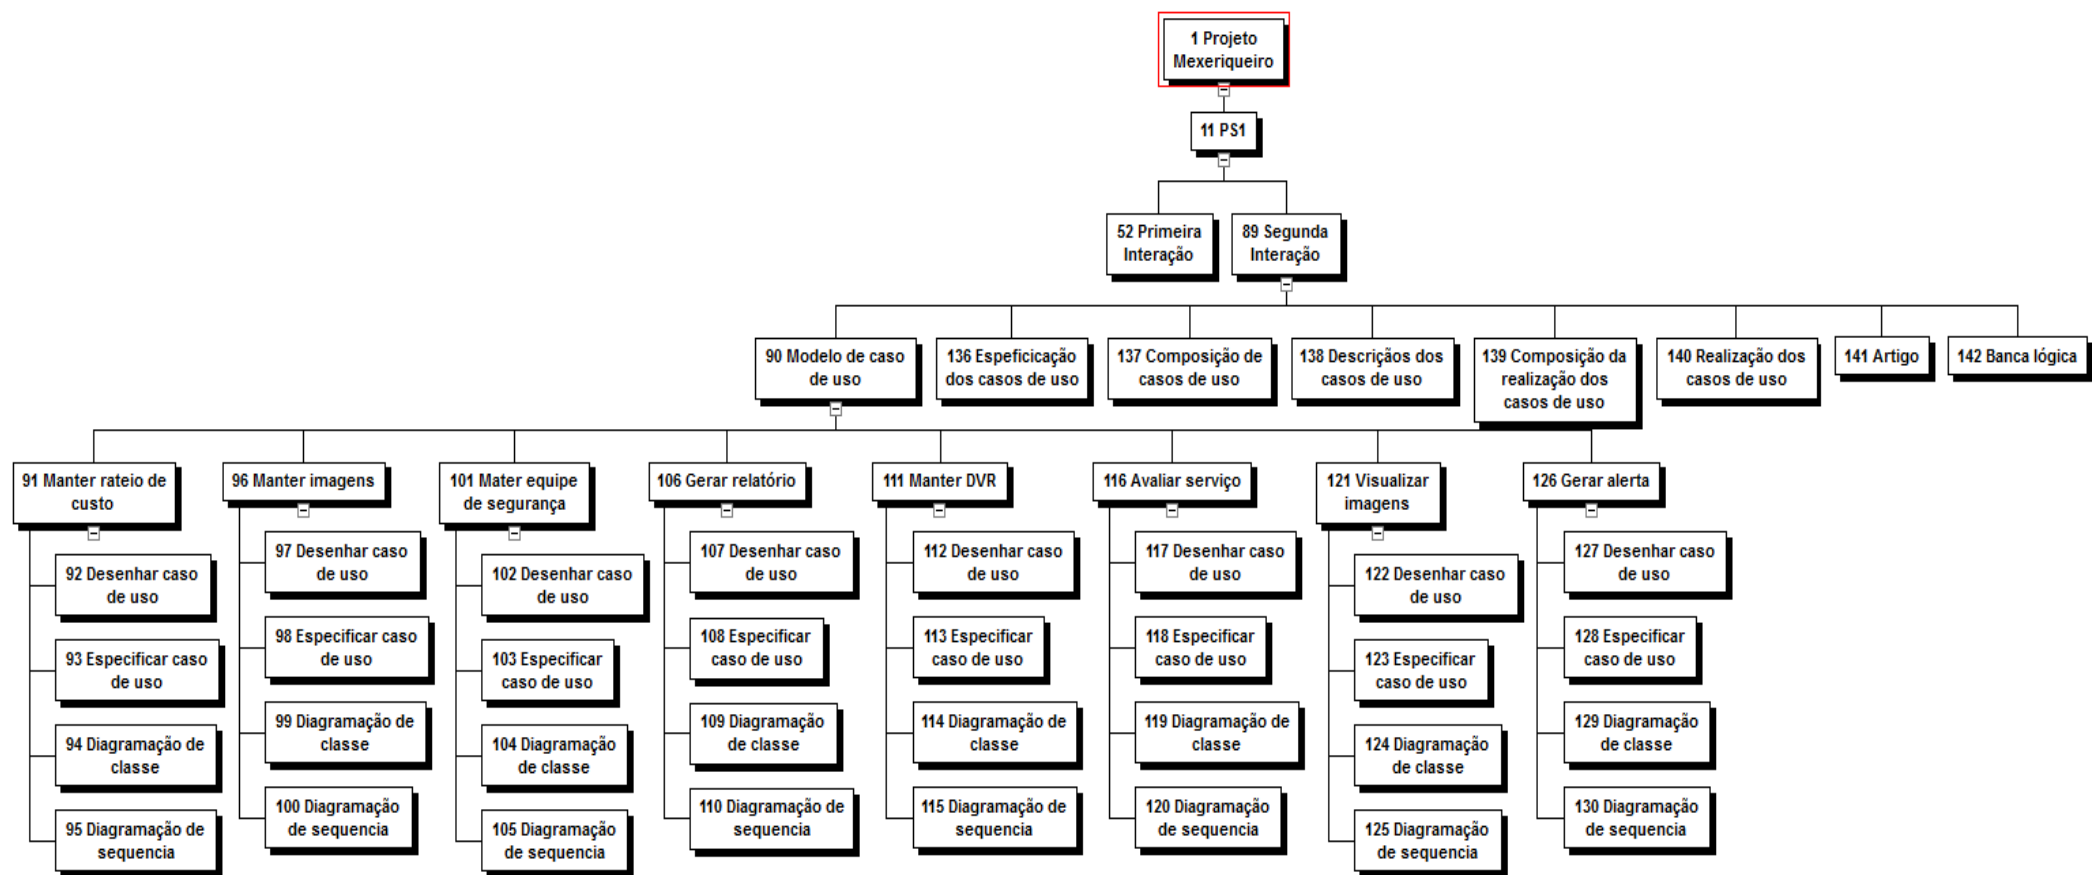 1 Projeto
Mexeriqueiro
11 PS1
52 Primeira
Interação
89 Segunda
Interação
90 Modelo de caso
de uso
136 Espeficicação
dos casos de uso
137 Composição de
casos de uso
138 Descriçãos dos
casos de uso
139 Composição da
realização dos
casos de uso
140 Realização dos
casos de uso
141 Artigo
142 Banca lógica
91 Manter rateio de
custo
92 Desenhar caso
de uso
93 Especificar caso
de uso
94 Diagramação de
classe
95 Diagramação de
sequencia
96 Manter imagens
97 Desenhar caso
de uso
98 Especificar caso
de uso
99 Diagramação de
classe
100 Diagramação
de sequencia
101 Mater equipe
de segurança
102 Desenhar caso
de uso
103 Especificar
caso de uso
104 Diagramação
de classe
105 Diagramação
de sequencia
106 Gerar relatório
107 Desenhar caso
de uso
108 Especificar
caso de uso
109 Diagramação
de classe
110 Diagramação de
sequencia
111 Manter DVR
112 Desenhar caso
de uso
113 Especificar
caso de uso
114 Diagramação de
classe
115 Diagramação de
sequencia
116 Avaliar serviço
117 Desenhar caso
de uso
118 Especificar
caso de uso
119 Diagramação de
classe
120 Diagramação
de sequencia
121 Visualizar
imagens
122 Desenhar caso
de uso
123 Especificar
caso de uso
124 Diagramação
de classe
125 Diagramação
de sequencia
126 Gerar alerta
127 Desenhar caso
de uso
128 Especificar
caso de uso
129 Diagramação
de classe
130 Diagramação
de sequencia